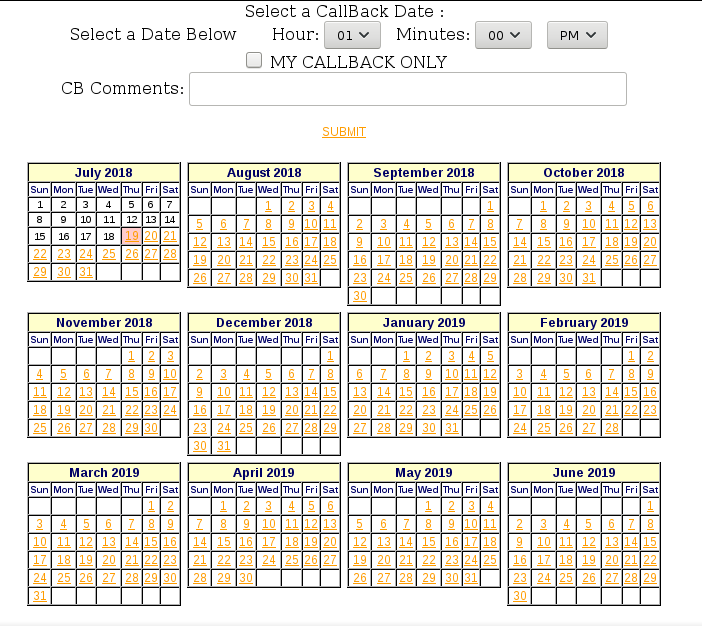 Select a CallBack Date :
Select a Date Below Hour: 01 Minutes: 00 PM
MY CALLBACK ONLY
CB Comments:
SUBMIT
July 2018
Sun Mon Tue Wed Thu Fri Sat
1 2 3 4 5 6 7
8 9 10 11 12 13 14
15 16 17 18 19 20 21
22 23 24 25 26 27 28
29 30 31
August 2018
Sun Mon Tue Wed Thu Fri Sat
1 2 3 4
5 6 7 8 9 10 11
12 13 14 15 16 17 18
19 20 21 22 23 24 25
26 27 28 29 30 31
September 2018
Sun Mon Tue Wed Thu Fri Sat
1
2 3 4 5 6 7 8
9 10 11 12 13 14 15
16 17 18 19 20 21 22
23 24 25 26 27 28 29
30
October 2018
Sun Mon Tue Wed Thu Fri Sat
1 2 3 4 5 6
7 8 9 10 11 12 13
14 15 16 17 18 19 20
21 22 23 24 25 26 27
28 29 30 31
November 2018
Sun Mon Tue Wed Thu Fri Sat
1 2 3
4 5 6 7 8 9 10
11 12 13 14 15 16 17
18 19 20 21 22 23 24
25 26 27 28 29 30
December 2018
Sun Mon Tue Wed Thu Fri Sat
1
2 3 4 5 6 7 8
9 10 11 12 13 14 15
16 17 18 19 20 21 22
23 24 25 26 27 28 29
30 31
January 2019
Sun Mon Tue Wed Thu Fri Sat
1 2 3 4 5
6 7 8 9 10 11 12
13 14 15 16 17 18 19
20 21 22 23 24 25 26
27 28 29 30 31
February 2019
Sun Mon Tue Wed Thu Fri Sat
1 2
3 4 5 6 7 8 9
10 11 12 13 14 15 16
17 18 19 20 21 22 23
24 25 26 27 28
March 2019
Sun Mon Tue Wed Thu Fri Sat
1 2
3 4 5 6 7 8 9
10 11 12 13 14 15 16
17 18 19 20 21 22 23
24 25 26 27 28 29 30
31
April 2019
Sun Mon Tue Wed Thu Fri Sat
1 2 3 4 5 6
7 8 9 10 11 12 13
14 15 16 17 18 19 20
21 22 23 24 25 26 27
28 29 30
May 2019
Sun Mon Tue Wed Thu Fri Sat
1 2 3 4
5 6 7 8 9 10 11
12 13 14 15 16 17 18
19 20 21 22 23 24 25
26 27 28 29 30 31
June 2019
Sun Mon Tue Wed Thu Fri Sat
1
2 3 4 5 6 7 8
9 10 11 12 13 14 15
16 17 18 19 20 21 22
23 24 25 26 27 28 29
30